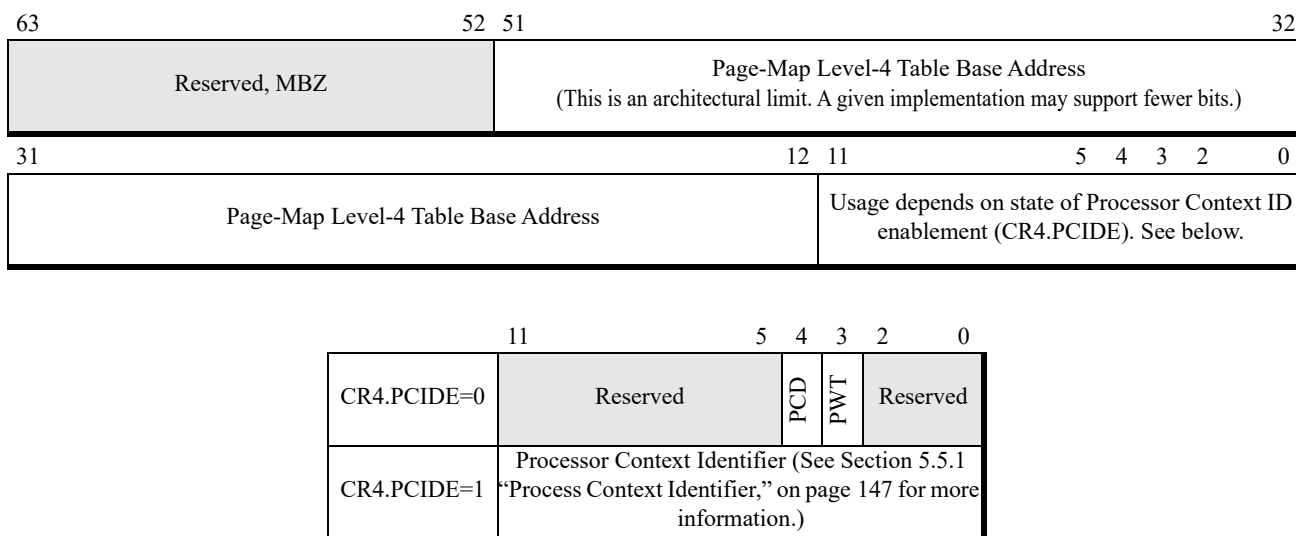 63 52 51 32
Reserved, MBZ
Page-Map Level-4 Table Base Address
(This is an architectural limit. A given implementation may support fewer bits.)
31 12 11 5 4 3 2 0
Page-Map Level-4 Table Base Address
Usage depends on state of Processor Context ID
enablement (CR4.PCIDE). See below.
11 5 4 3 2 0
CR4.PCIDE=0 Reserved PCD PWT Reserved
CR4.PCIDE=1
Processor Context Identifier (See Section 5.5.1
“Process Context Identifier,” on page 147 for more
information.)